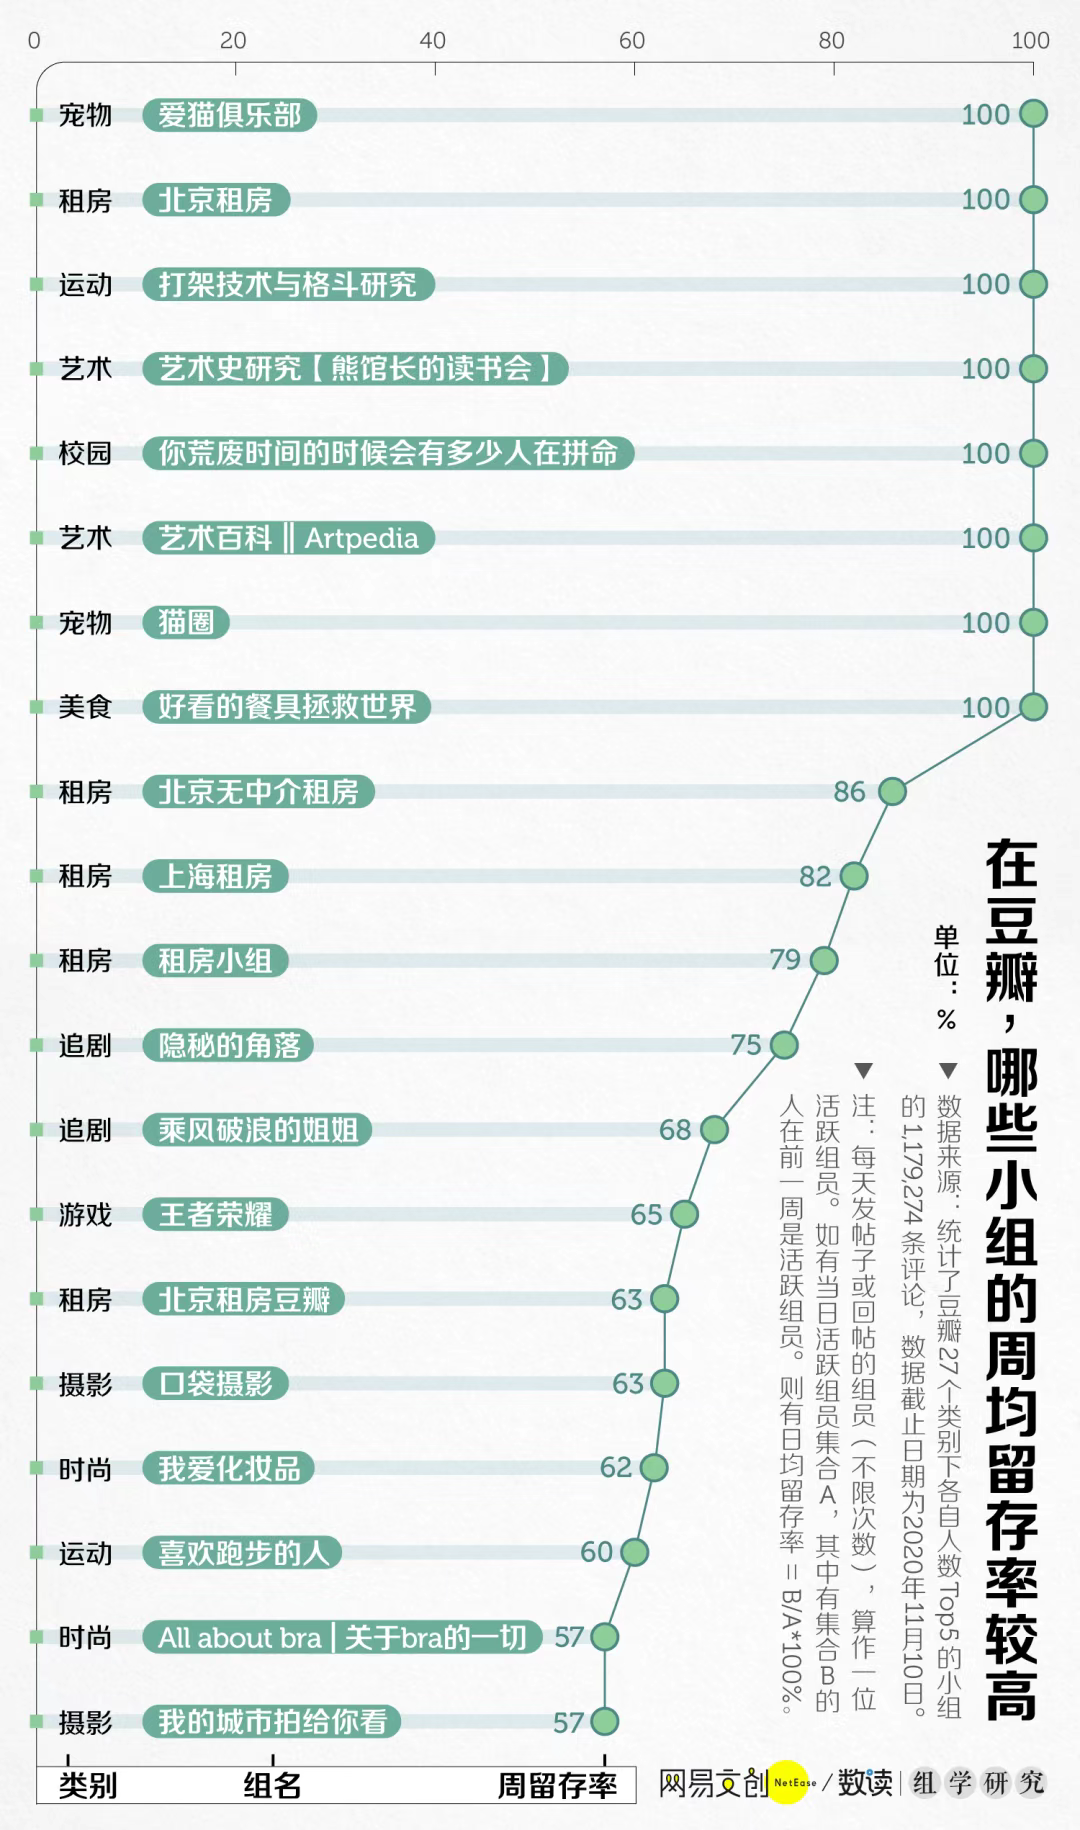 0 20 40 60 80 100
宠物 爱猫俱乐部 100
租房 北京租房 100
运动 打架技术与格斗研究 100
艺术 艺术史研究【熊馆长的读书会】 100
校园 你荒废时间的时候会有多少人在拼命 100
艺术 艺术百科 || Artpedia 100
宠物 猫圈 100
美食 好看的餐具拯救世界 100
租房 北京无中介租房 86
租房 上海租房 82
租房 租房小组 79
追剧 隐秘的角落 75
追剧 乘风破浪的姐姐 68
游戏 王者荣耀 65
租房 北京租房豆瓣 63
摄影 口袋摄影 63
时尚 我爱化妆品 62
运动 喜欢跑步的人 60
时尚 All about bra | 关于bra的一切 57
摄影 我的城市拍给你看 57
类别 组名 周留存率
在豆瓣，哪些小组的周均留存率较高
单位：%
▼数据来源：统计了豆瓣27个类别下各自人数Top5的小组
的1,179,274条评论，数据截止日期为2020年11月10日。
▼注：每天发帖子或回帖的组员（不限次数），算作一位
活跃组员。如有当日活跃组员集合A，其中有集合B的
人在前一周是活跃组员。则有日均留存率＝B/A*100%。
网易文创 NetEase / 数读 | 组学研究